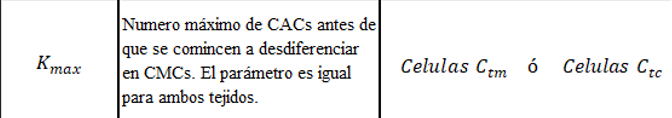 K_max
Numero máximo de CACs antes de
que se comincen a desdiferenciar
en CMCs. El parámetro es igual
para ambos tejidos.
Celulas C_tm ó Celulas C_tc